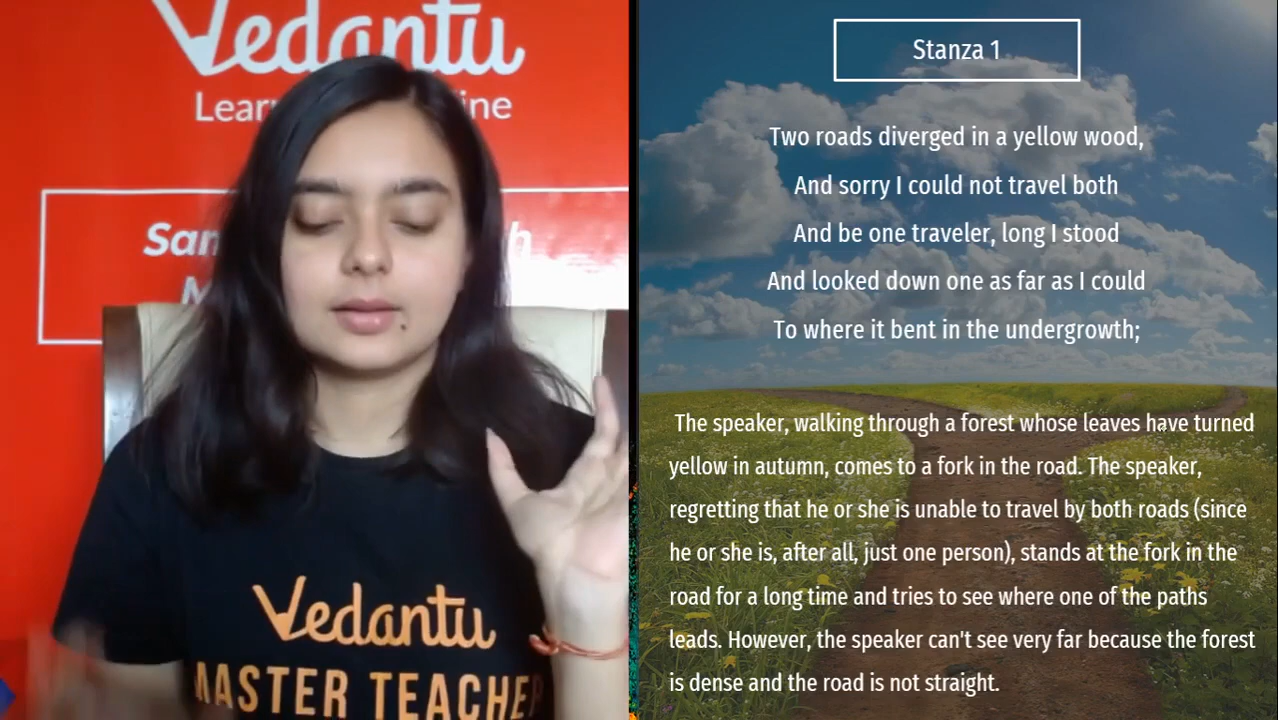 Vedantu
Vedantu
MASTER TEACHER
Stanza 1
Two roads diverged in a yellow wood,
And sorry I could not travel both
And be one traveler, long I stood
And looked down one as far as I could
To where it bent in the undergrowth;
The speaker, walking through a forest whose leaves have turned
yellow in autumn, comes to a fork in the road. The speaker,
regretting that he or she is unable to travel by both roads (since
he or she is, after all, just one person), stands at the fork in the
road for a long time and tries to see where one of the paths
leads. However, the speaker can't see very far because the forest
is dense and the road is not straight.